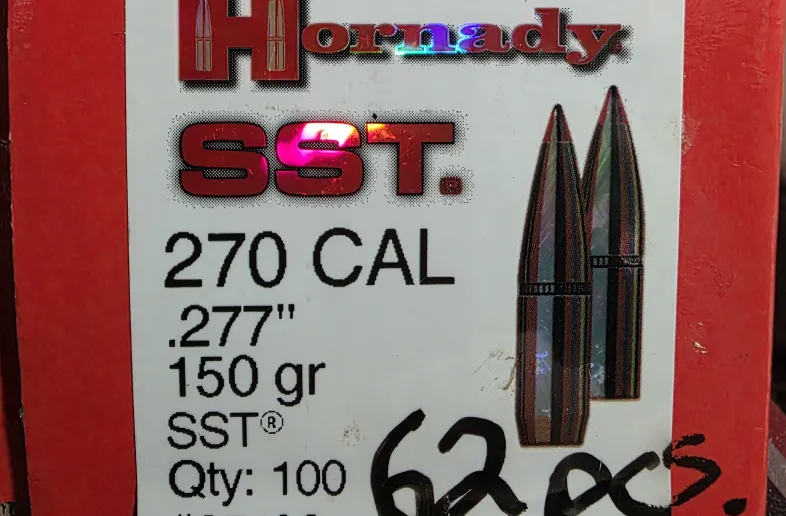 Hornady®
SST®
270 CAL
.277"
150 gr
SST®
Qty: 100
62 pcs.